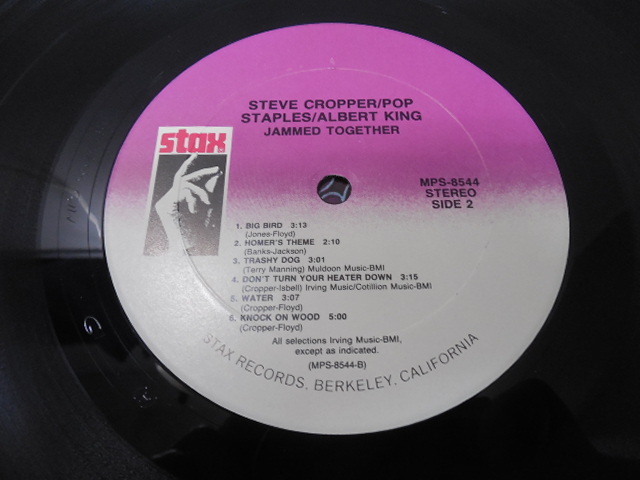 STEVE CROPPER/POP
STAPLES/ALBERT KING
JAMMED TOGETHER
stax
MPS-8544
STEREO
SIDE 2
1. BIG BIRD 3:13
(Jones-Floyd)
2. HOMER'S THEME 2:10
(Banks-Jackson)
3. TRASHY DOG 3:01
(Terry Manning) Muldoon Music-BMI
4. DON'T TURN YOUR HEATER DOWN 3:15
(Cropper-Isbell) Irving Music/Cotillion Music-BMI
5. WATER 3:07
(Cropper-Floyd)
6. KNOCK ON WOOD 5:00
(Cropper-Floyd)
All selections Irving Music-BMI,
except as indicated.
(MPS-8544-B)
STAX RECORDS, BERKELEY, CALIFORNIA